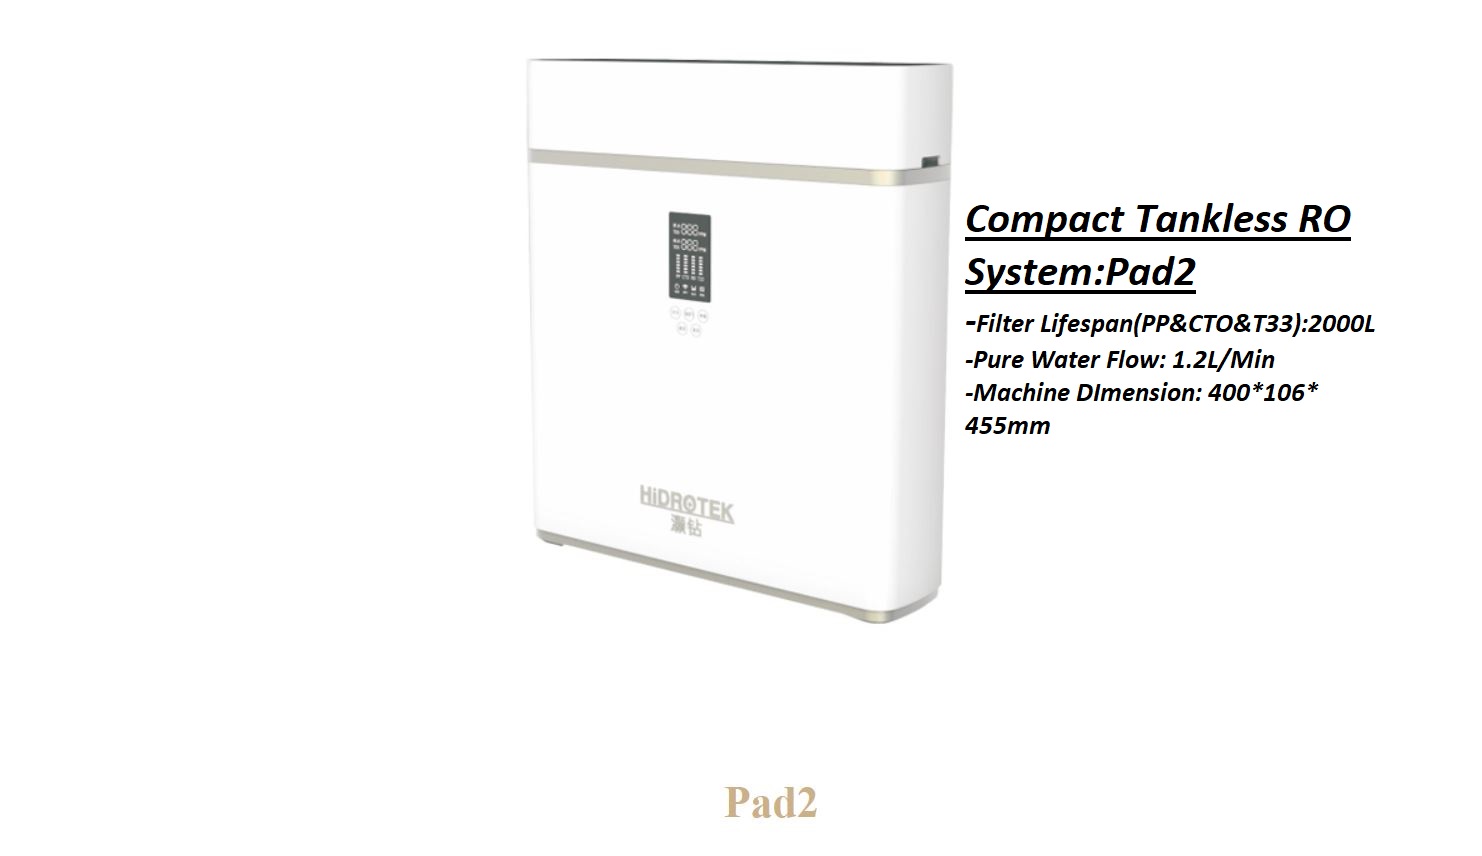 Compact Tankless RO
System:Pad2
-Filter Lifespan(PP&CTO&T33):2000L
-Pure Water Flow: 1.2L/Min
-Machine DImension: 400*106*
455mm
HiDROTEK
灏钻
Pad2